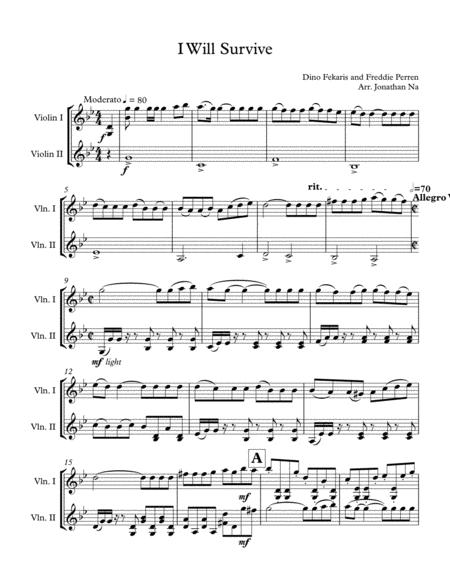 I Will Survive
Dino Fekaris and Freddie Perren
Arr. Jonathan Na
Moderato ♩ = 80
Violin I
Violin II
f
f
rit.
=70
Allegro
5
Vln. I
Vln. II
9
Vln. I
Vln. II
mf light
12
Vln. I
Vln. II
A
15
Vln. I
mf
Vln. II
mf